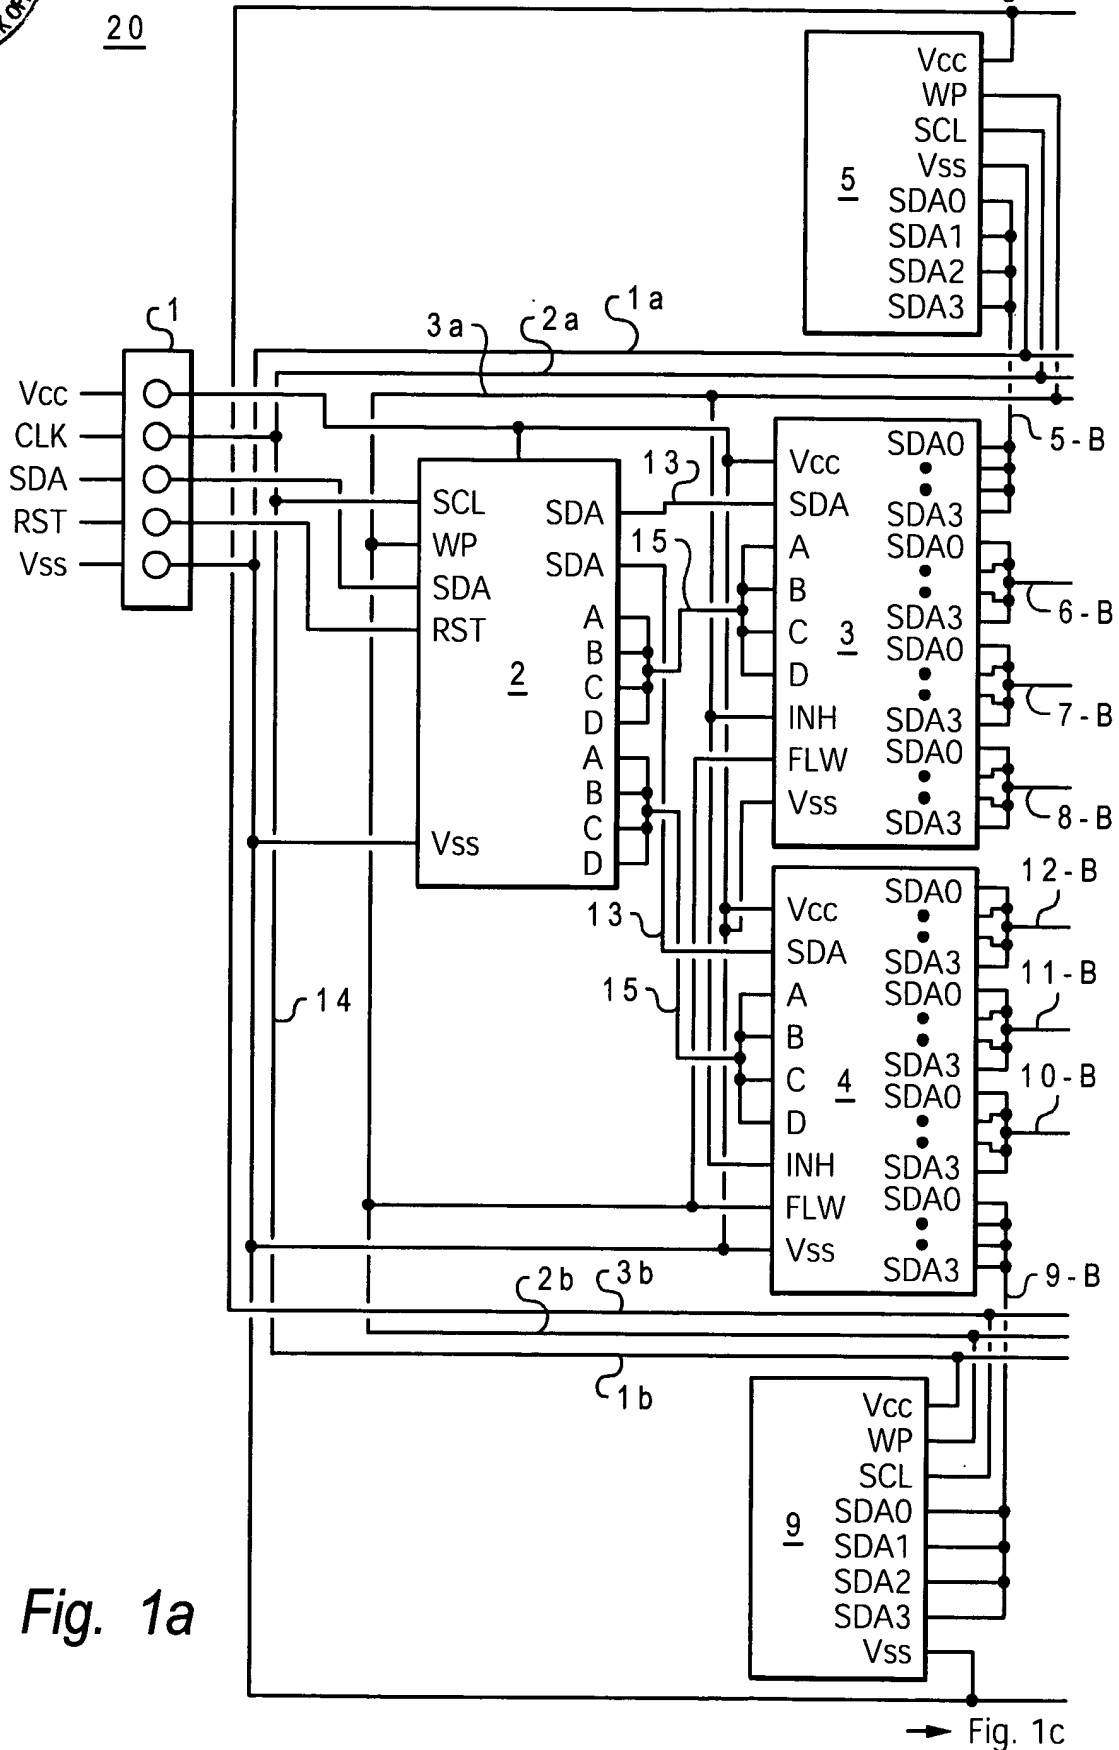 20
Vcc
WP
SCL
Vss
5
SDA0
SDA1
SDA2
SDA3
1
3a
2a
1a
Vcc
CLK
SDA
RST
Vss
5-B
SCL
WP
SDA
RST
Vss
2
SDA
SDA
A
B
C
D
A
B
C
D
13
15
Vcc
SDA
A
B
C
D
INH
FLW
Vss
3
SDA0
SDA3
SDA0
SDA3
SDA0
SDA3
SDA0
SDA3
6-B
7-B
8-B
13
15
14
Vcc
SDA
A
B
C
D
INH
FLW
Vss
4
SDA0
SDA3
SDA0
SDA3
SDA0
SDA3
SDA0
SDA3
12-B
11-B
10-B
9-B
2b
3b
1b
Vcc
WP
SCL
SDA0
9
SDA1
SDA2
SDA3
Vss
Fig. 1a
Fig. 1c